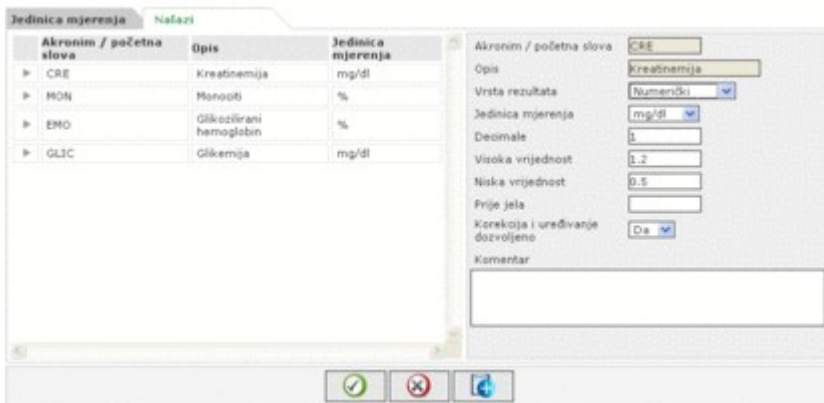 Jedinica mjerenja Nalazi
Akronim / početna slova Opis Jedinica mjerenja
CRE Kreatinemija mg/dl
MON Monociti %
EMO Glikozilirani hemoglobin %
GLIC Glikemija mg/dl
Akronim / početna slova CRE
Opis Kreatinemija
Vrsta rezultata Numerički
Jedinica mjerenja mg/dl
Decimale 1
Visoka vrijednost 1.2
Niska vrijednost 0.5
Prije jela
Korekcija i uređivanje dozvoljeno Da
Komentar